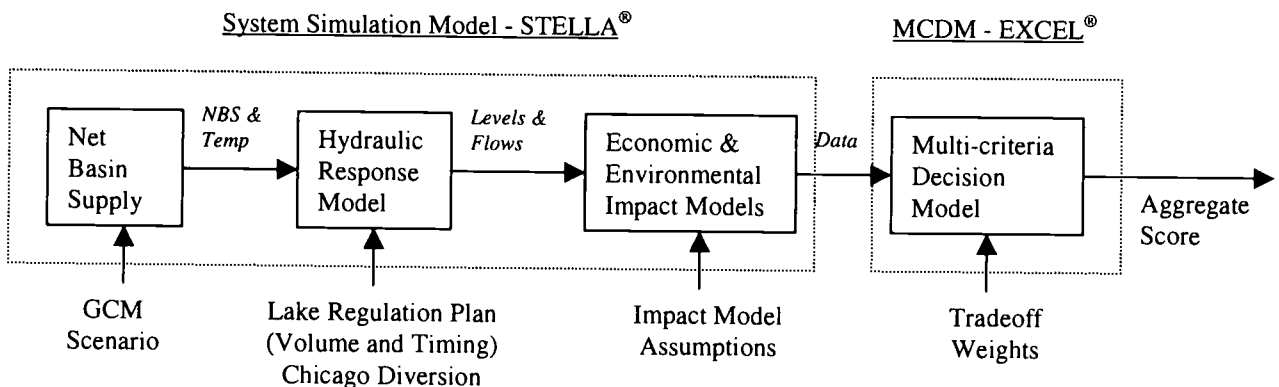 System Simulation Model - STELLA®
MCDM - EXCEL®
Net
Basin
Supply
NBS &
Temp
Hydraulic
Response
Model
Levels &
Flows
Economic &
Environmental
Impact Models
Data
Multi-criteria
Decision
Model
Aggregate
Score
GCM
Scenario
Lake Regulation Plan
(Volume and Timing)
Chicago Diversion
Impact Model
Assumptions
Tradeoff
Weights